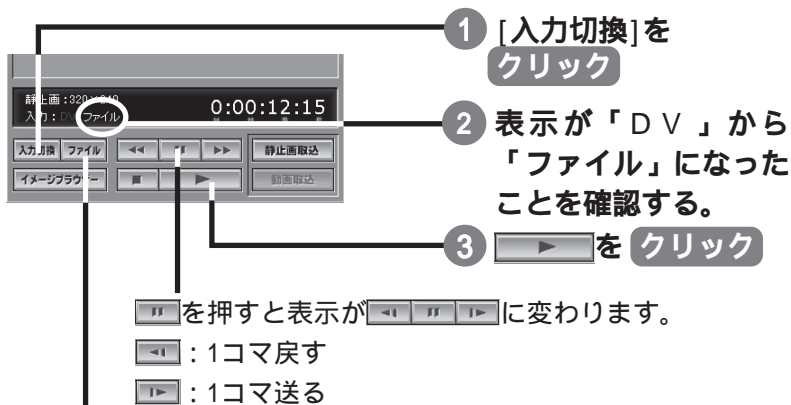 1 [入力切換]を
クリック
静止画:320×240
入力:DV ファイル
0:00:12:15
入力切換 ファイル
静止画取込
イメージブラウザー
動画取込
2 表示が「DV」から
「ファイル」になった
ことを確認する。
3 を クリック
を押すと表示が に変わります。
:1コマ戻す
:1コマ送る